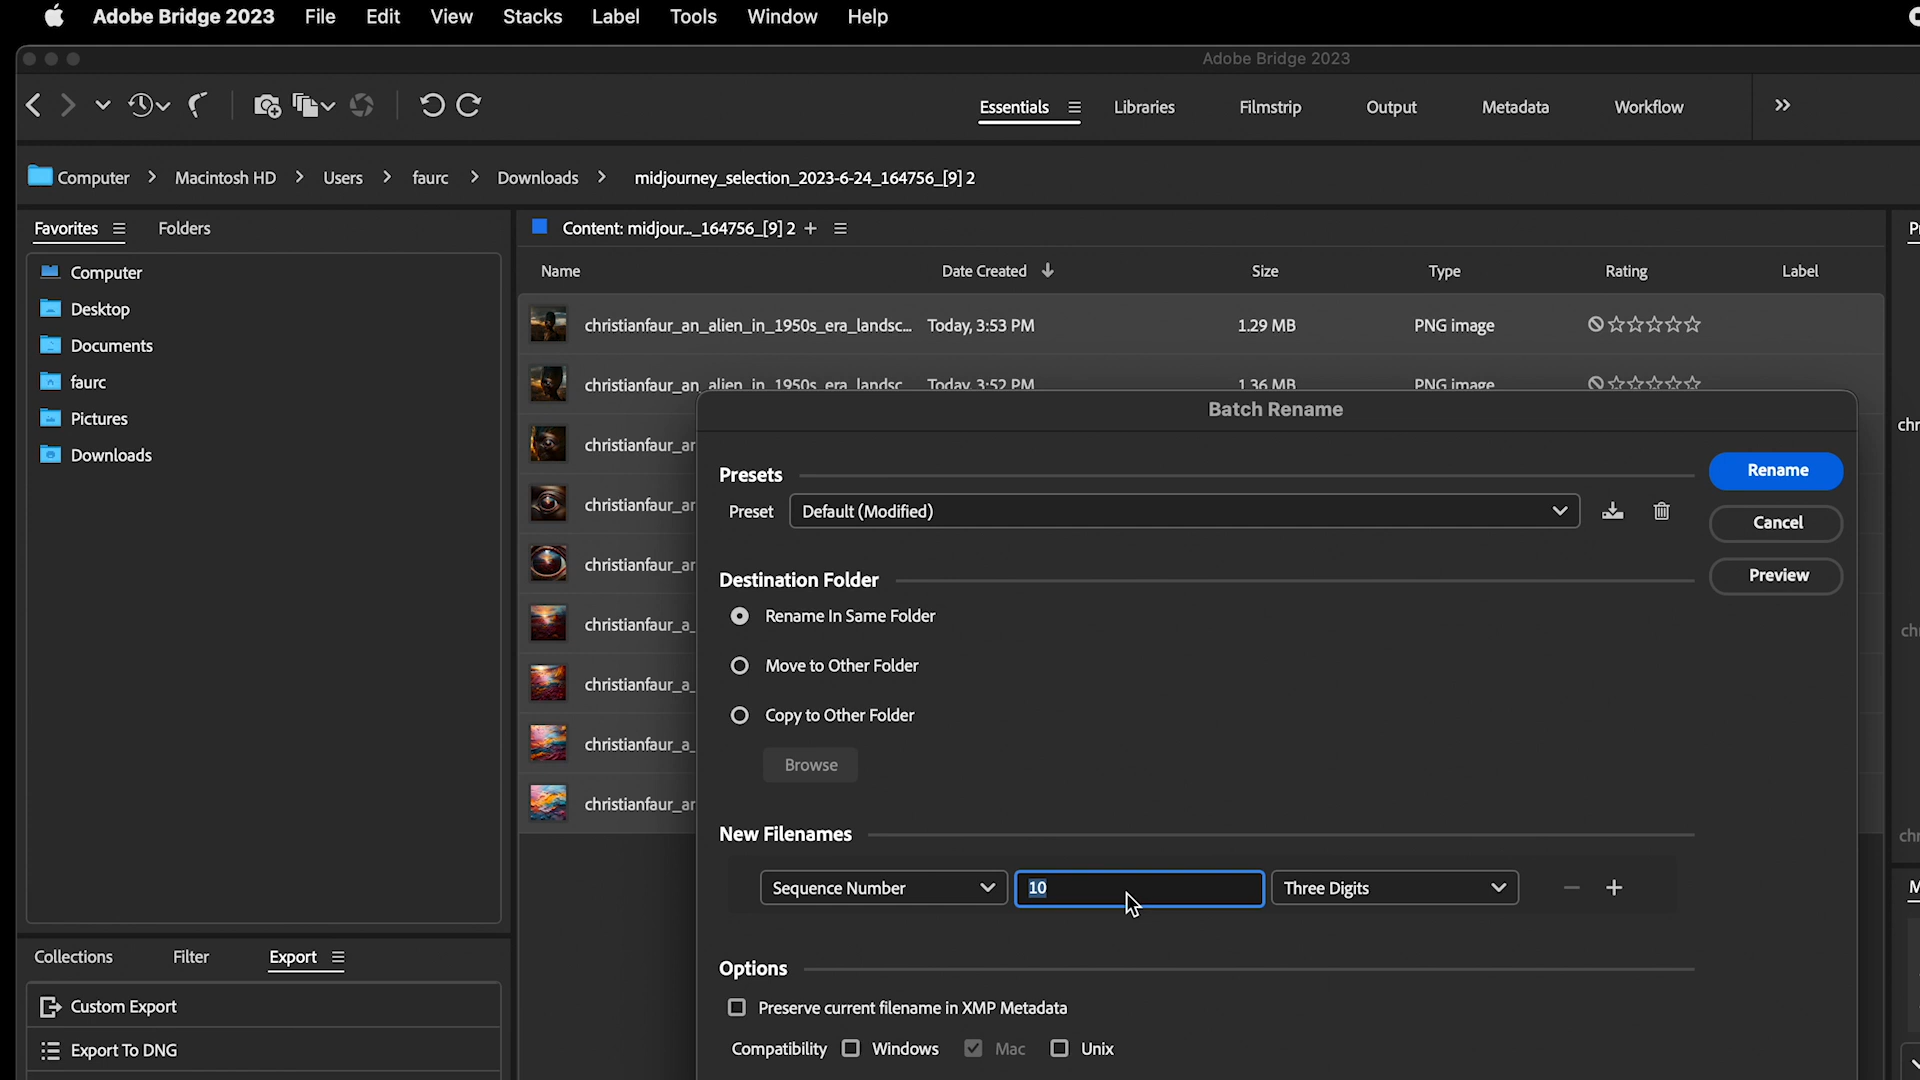 Adobe Bridge 2023 File Edit View Stacks Label Tools Window Help
Adobe Bridge 2023
Essentials Libraries Filmstrip Output Metadata Workflow
Computer Macintosh HD Users faurc Downloads midjourney_selection_2023-6-24_164756_[9] 2
Favorites Folders
Content: midjour..._164756_[9] 2
Computer
Desktop
Documents
faurc
Pictures
Downloads
Name Date Created Size Type Rating Label
christianfaur_an_alien_in_1950s_era_landsc... Today, 3:53 PM 1.29 MB PNG image
christianfaur_an_alien_in_1950s_era_landsc... Today, 3:52 PM 1.36 MB PNG image
christianfaur_ar
christianfaur_ar
christianfaur_ar
christianfaur_a_
christianfaur_a_
christianfaur_a_
christianfaur_ar
Batch Rename
Presets
Preset Default (Modified)
Rename
Cancel
Preview
Destination Folder
Rename In Same Folder
Move to Other Folder
Copy to Other Folder
Browse
New Filenames
Sequence Number 10 Three Digits
Options
Preserve current filename in XMP Metadata
Compatibility Windows Mac Unix
Collections Filter Export
Custom Export
Export To DNG
chr
chr
chr